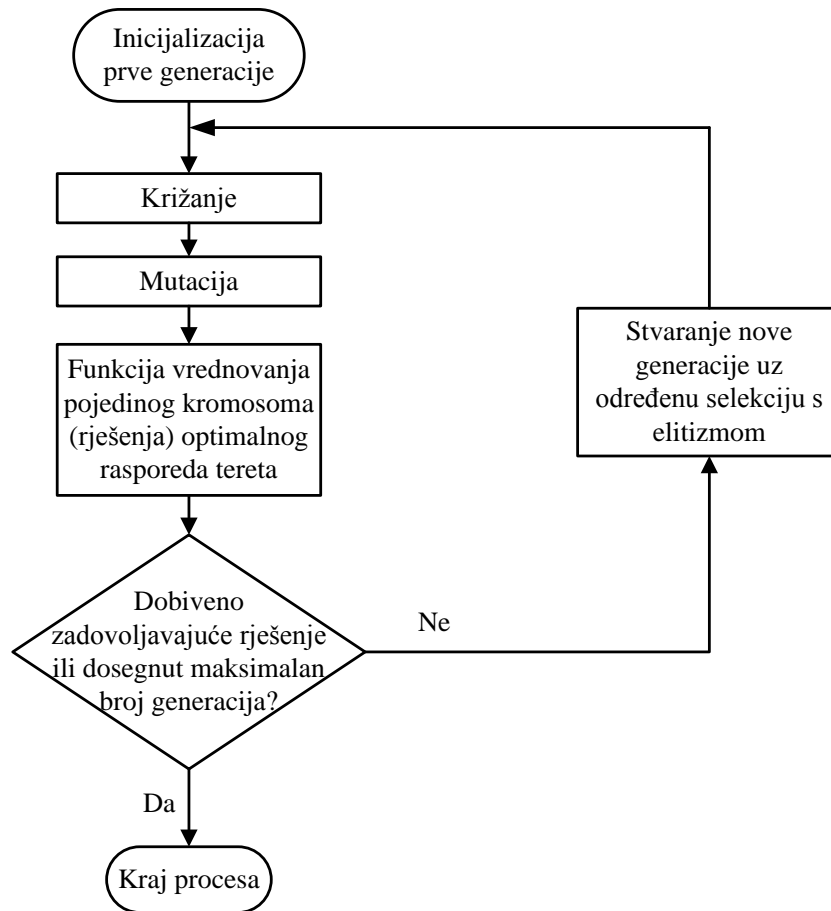 Inicijalizacija
prve generacije
Križanje
Mutacija
Funkcija vrednovanja
pojedinog kromosoma
(rješenja) optimalnog
rasporeda tereta
Stvaranje nove
generacije uz
određenu selekciju s
elitizmom
Dobiveno
zadovoljavajuće rješenje
ili dosegnut maksimalan
broj generacija?
Ne
Da
Kraj procesa